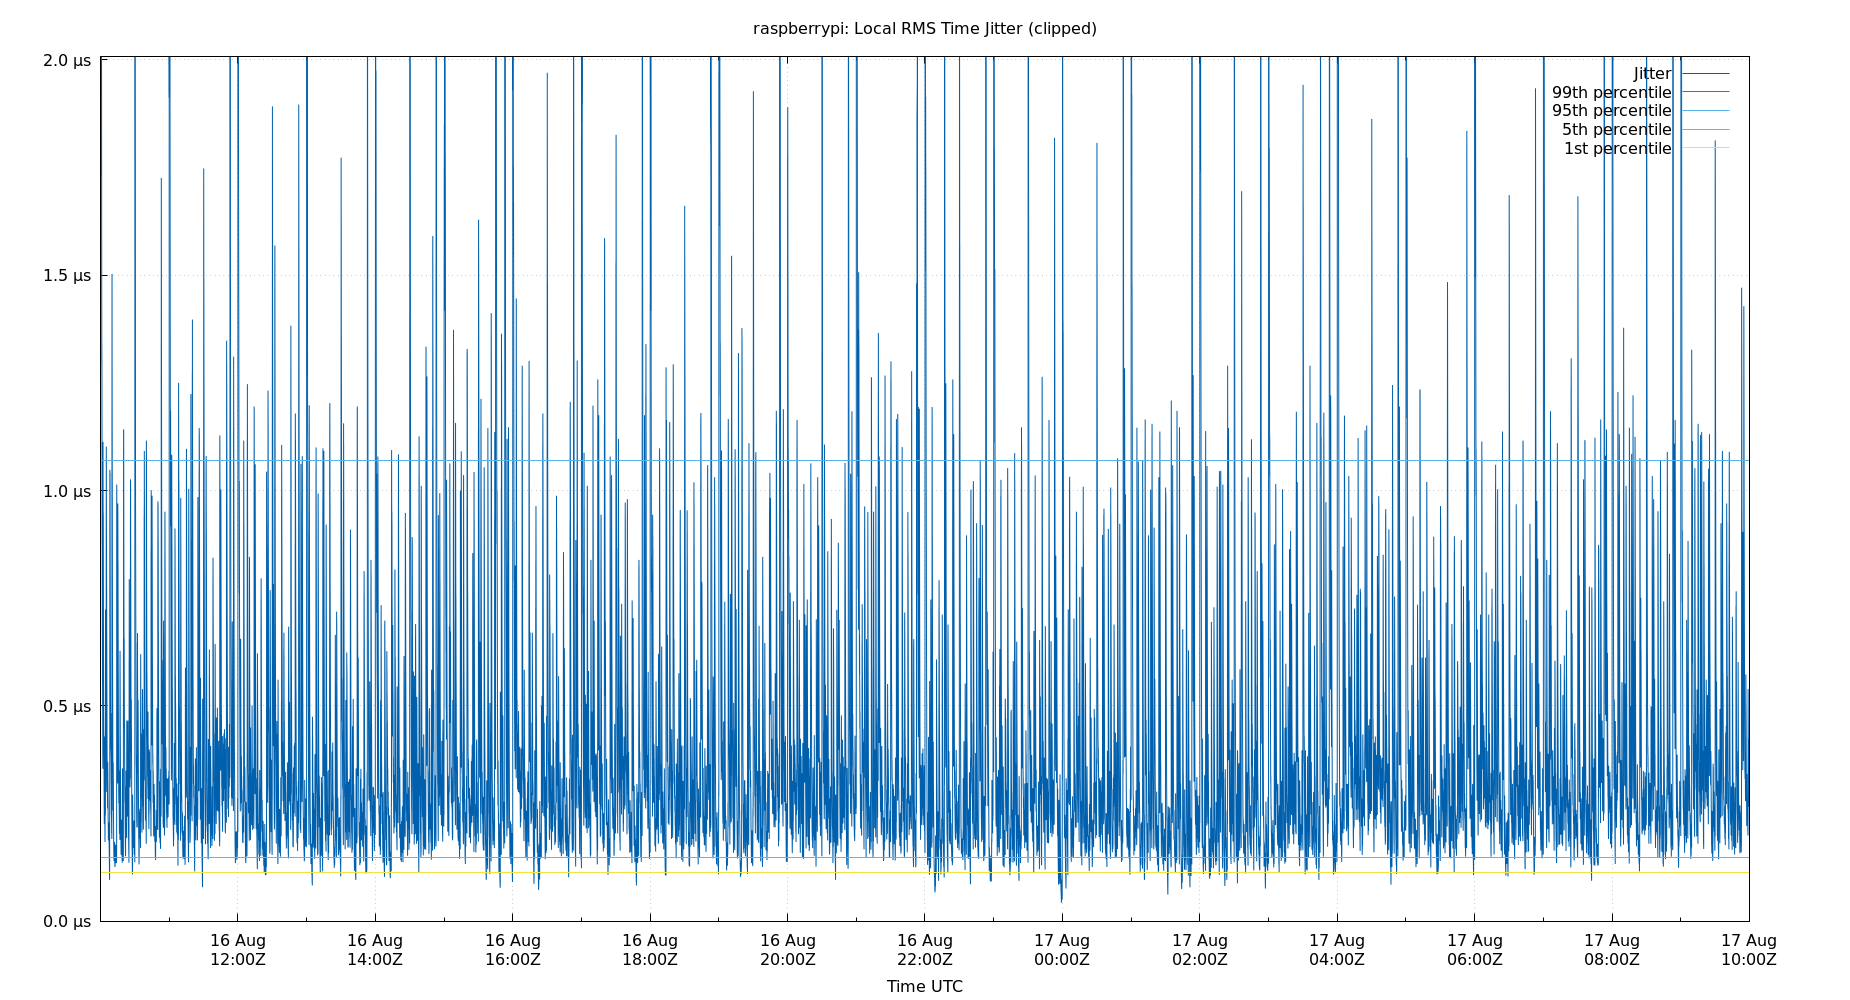 raspberrypi: Local RMS Time Jitter (clipped)
2.0 µs
1.5 µs
1.0 µs
0.5 µs
0.0 µs
Jitter
99th percentile
95th percentile
5th percentile
1st percentile
16 Aug 16 Aug 16 Aug 16 Aug 16 Aug 16 Aug 17 Aug 17 Aug 17 Aug 17 Aug 17 Aug 17 Aug
12:00Z 14:00Z 16:00Z 18:00Z 20:00Z 22:00Z 00:00Z 02:00Z 04:00Z 06:00Z 08:00Z 10:00Z
Time UTC